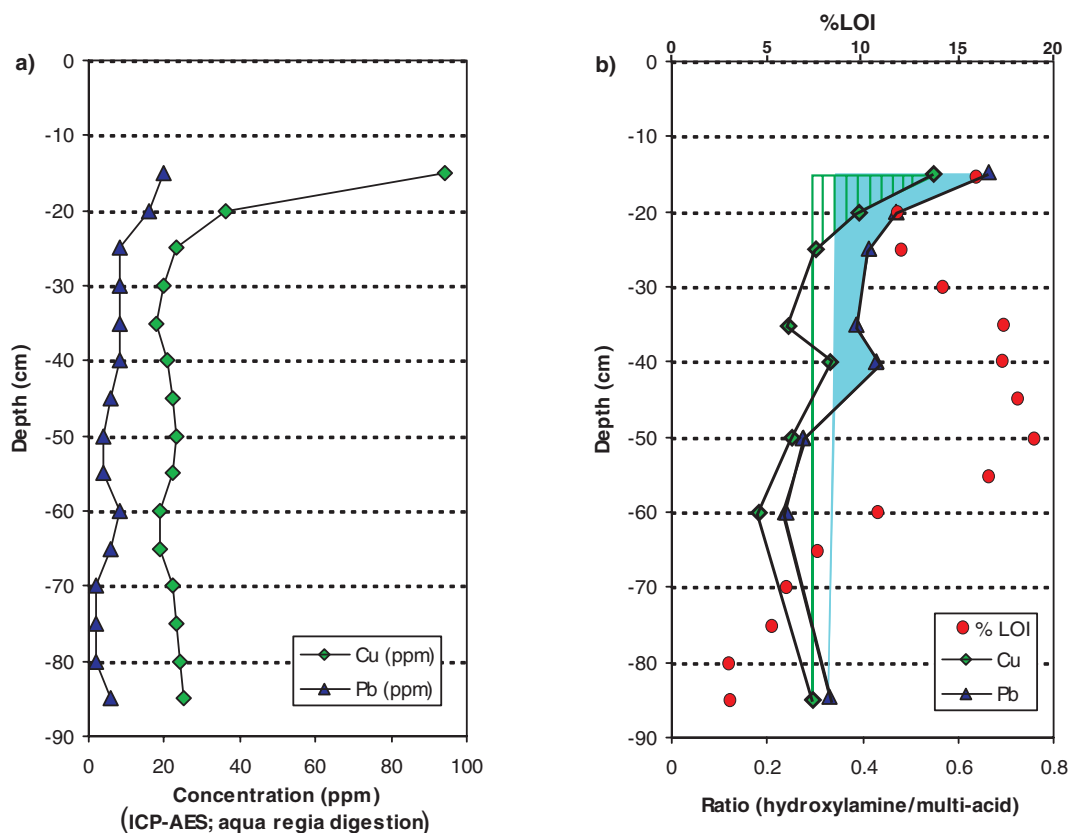 a)
0
-10
-20
-30
-40
-50
-60
-70
-80
-90
Depth (cm)
0 20 40 60 80 100
Concentration (ppm)
(ICP-AES; aqua regia digestion)
Cu (ppm)
Pb (ppm)
b)
%LOI
0 5 10 15 20
0
-10
-20
-30
-40
-50
-60
-70
-80
-90
Depth (cm)
% LOI
Cu
Pb
0 0.2 0.4 0.6 0.8
Ratio (hydroxylamine/multi-acid)